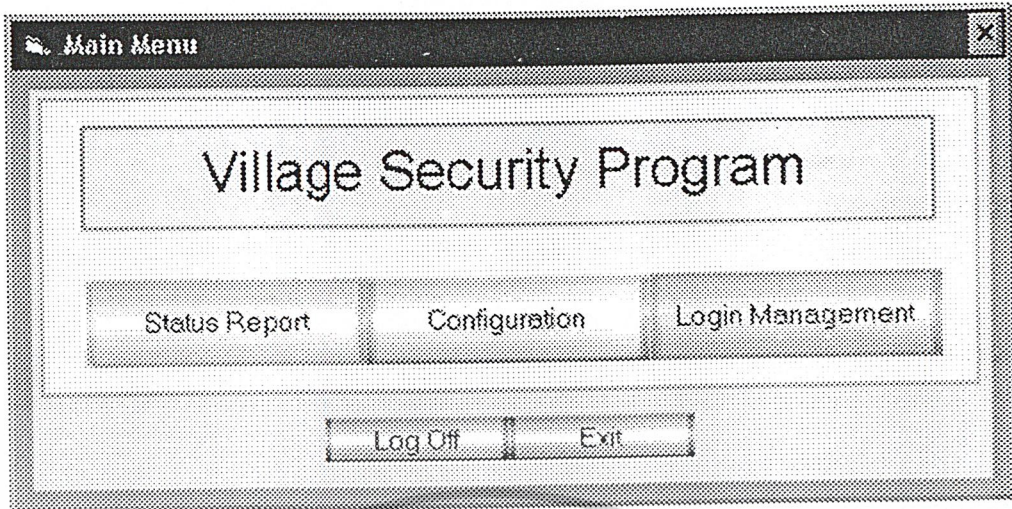 Main Menu
Village Security Program
Status Report
Configuration
Login Management
Log Off
Exit